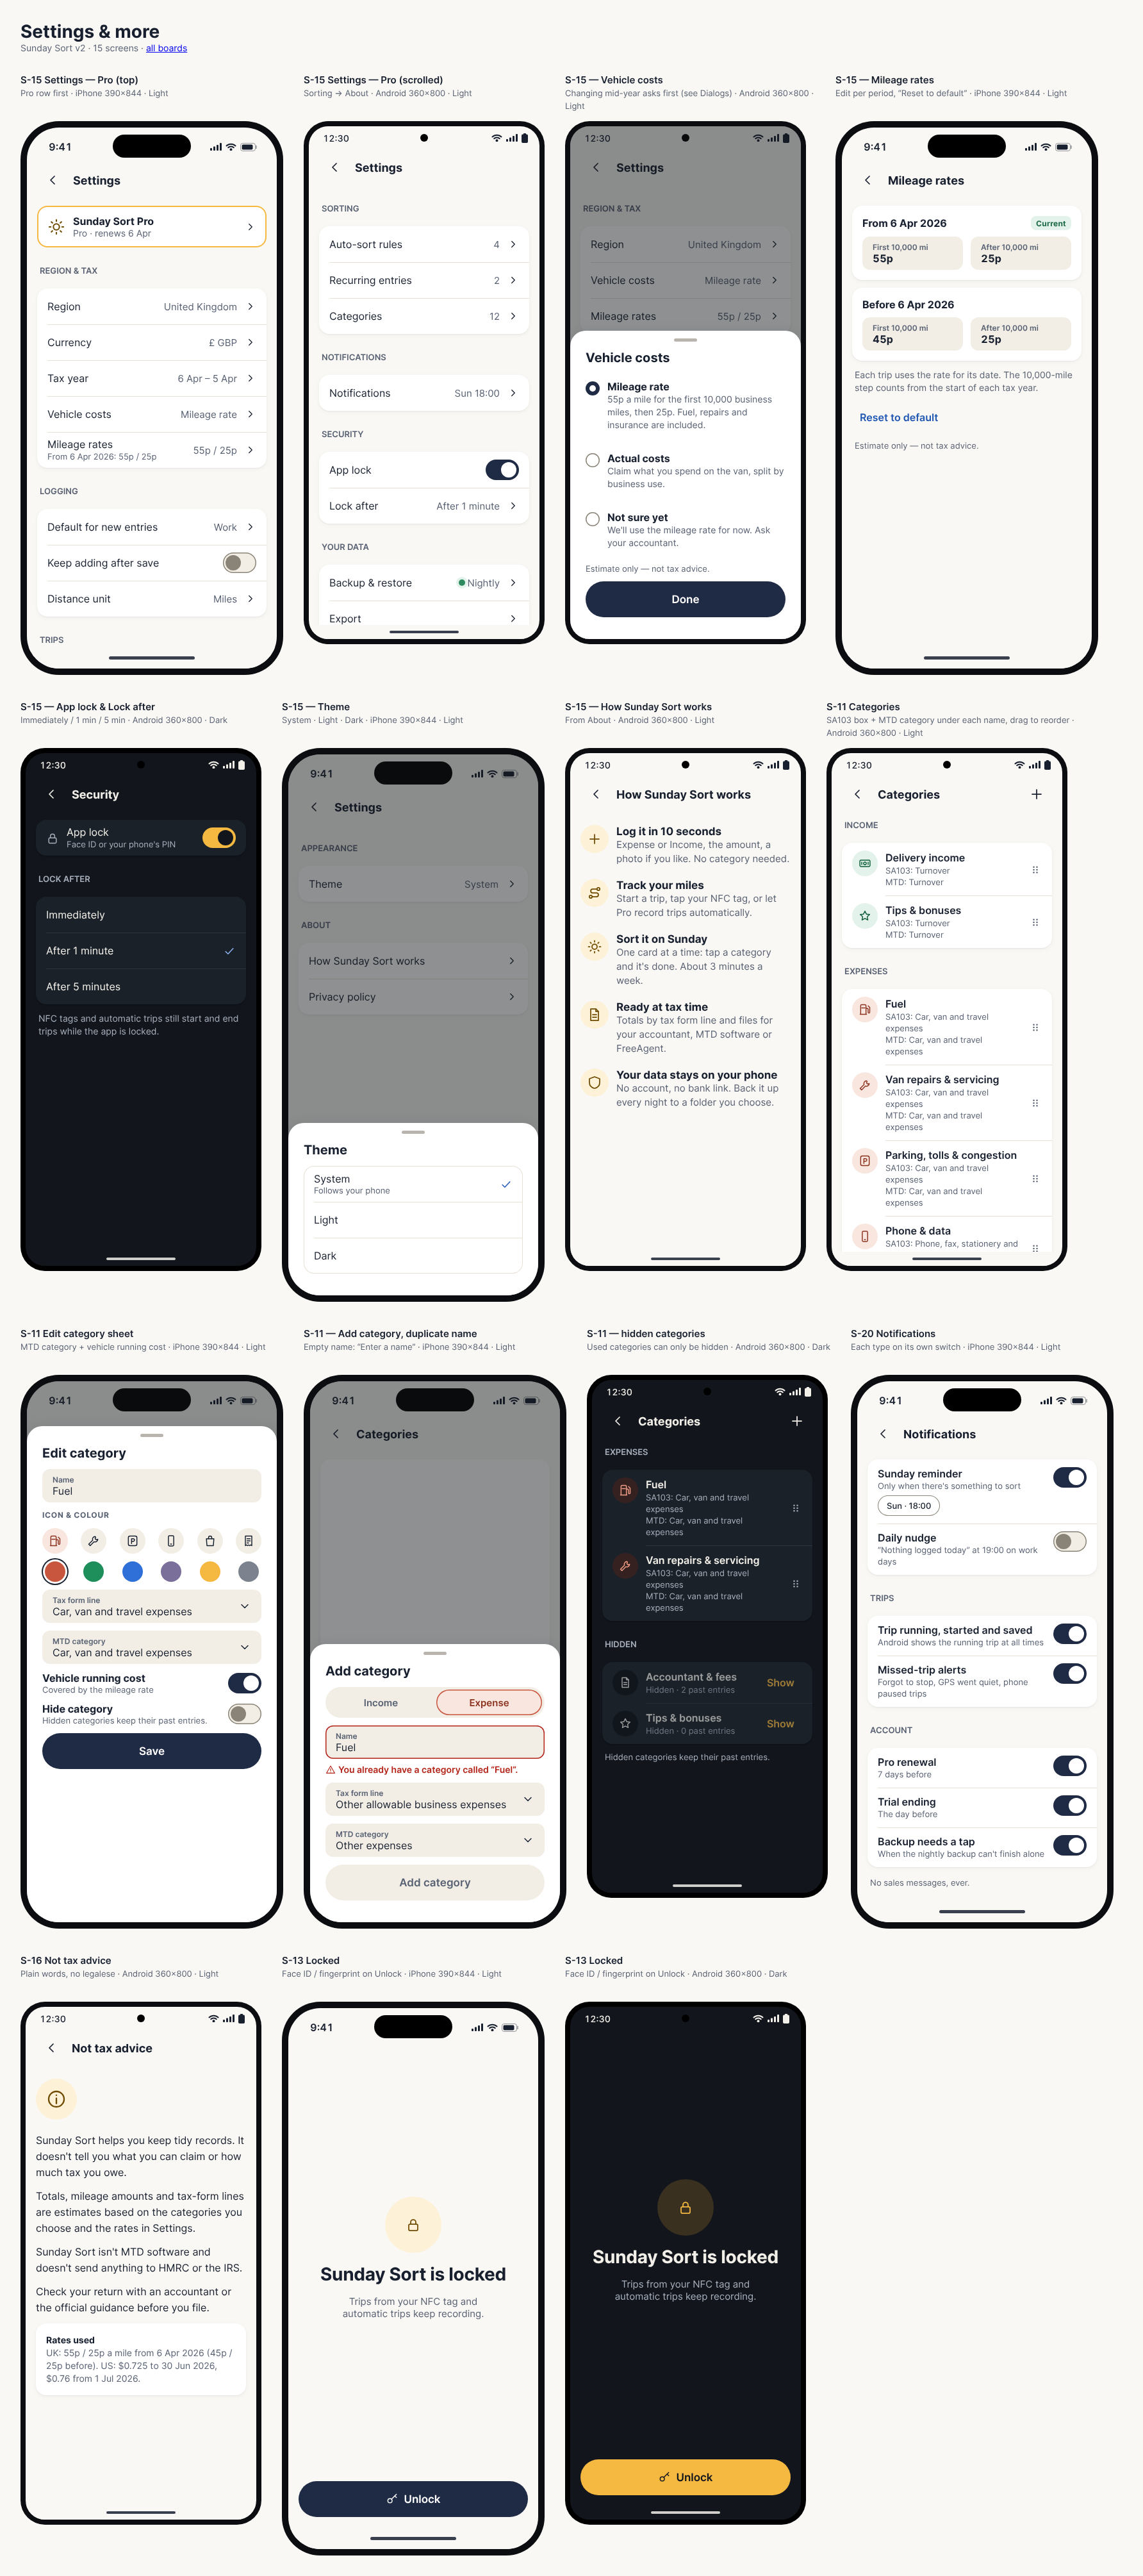 Settings & more
Sunday Sort v2 · 15 screens · all boards
S-15 Settings — Pro (top)
Pro row first · iPhone 390×844 · Light
9:41
Settings
Sunday Sort Pro
Pro · renews 6 Apr
REGION & TAX
Region
United Kingdom
Currency
£ GBP
Tax year
6 Apr – 5 Apr
Vehicle costs
Mileage rate
Mileage rates
From 6 Apr 2026: 55p / 25p
55p / 25p
LOGGING
Default for new entries
Work
Keep adding after save
Distance unit
Miles
TRIPS
S-15 Settings — Pro (scrolled)
Sorting → About · Android 360×800 · Light
12:30
Settings
SORTING
Auto-sort rules
4
Recurring entries
2
Categories
12
NOTIFICATIONS
Notifications
Sun 18:00
SECURITY
App lock
Lock after
After 1 minute
YOUR DATA
Backup & restore
Nightly
Export
S-15 — Vehicle costs
Changing mid-year asks first (see Dialogs) · Android 360×800 ·
Light
12:30
Settings
REGION & TAX
Region
United Kingdom
Vehicle costs
Mileage rate
Mileage rates
55p / 25p
Vehicle costs
Mileage rate
55p a mile for the first 10,000 business
miles, then 25p. Fuel, repairs and
insurance are included.
Actual costs
Claim what you spend on the van, split by
business use.
Not sure yet
We'll use the mileage rate for now. Ask
your accountant.
Estimate only — not tax advice.
Done
S-15 — Mileage rates
Edit per period, "Reset to default" · iPhone 390×844 · Light
9:41
Mileage rates
From 6 Apr 2026
Current
First 10,000 mi
55p
After 10,000 mi
25p
Before 6 Apr 2026
First 10,000 mi
45p
After 10,000 mi
25p
Each trip uses the rate for its date. The 10,000-mile
step counts from the start of each tax year.
Reset to default
Estimate only — not tax advice.
S-15 — App lock & Lock after
Immediately / 1 min / 5 min · Android 360×800 · Dark
12:30
Security
App lock
Face ID or your phone's PIN
LOCK AFTER
Immediately
After 1 minute
After 5 minutes
NFC tags and automatic trips still start and end
trips while the app is locked.
S-15 — Theme
System · Light · Dark · iPhone 390×844 · Light
9:41
Settings
APPEARANCE
Theme
System
ABOUT
How Sunday Sort works
Privacy policy
Theme
System
Follows your phone
Light
Dark
S-15 — How Sunday Sort works
From About · Android 360×800 · Light
12:30
How Sunday Sort works
Log it in 10 seconds
Expense or Income, the amount, a
photo if you like. No category needed.
Track your miles
Start a trip, tap your NFC tag, or let
Pro record trips automatically.
Sort it on Sunday
One card at a time: tap a category
and it's done. About 3 minutes a
week.
Ready at tax time
Totals by tax form line and files for
your accountant, MTD software or
FreeAgent.
Your data stays on your phone
No account, no bank link. Back it up
every night to a folder you choose.
S-11 Categories
SA103 box + MTD category under each name, drag to reorder ·
Android 360×800 · Light
12:30
Categories
INCOME
Delivery income
SA103: Turnover
MTD: Turnover
Tips & bonuses
SA103: Turnover
MTD: Turnover
EXPENSES
Fuel
SA103: Car, van and travel
expenses
MTD: Car, van and travel
expenses
Van repairs & servicing
SA103: Car, van and travel
expenses
MTD: Car, van and travel
expenses
Parking, tolls & congestion
SA103: Car, van and travel
expenses
MTD: Car, van and travel
expenses
Phone & data
SA103: Phone, fax, stationery and
S-11 Edit category sheet
MTD category + vehicle running cost · iPhone 390×844 · Light
9:41
Edit category
Name
Fuel
ICON & COLOUR
Tax form line
Car, van and travel expenses
MTD category
Car, van and travel expenses
Vehicle running cost
Covered by the mileage rate
Hide category
Hidden categories keep their past entries.
Save
S-11 — Add category, duplicate name
Empty name: "Enter a name" · iPhone 390×844 · Light
9:41
Categories
Add category
Income
Expense
Name
Fuel
You already have a category called "Fuel".
Tax form line
Other allowable business expenses
MTD category
Other expenses
Add category
S-11 — hidden categories
Used categories can only be hidden · Android 360×800 · Dark
12:30
Categories
EXPENSES
Fuel
SA103: Car, van and travel
expenses
MTD: Car, van and travel
expenses
Van repairs & servicing
SA103: Car, van and travel
expenses
MTD: Car, van and travel
expenses
HIDDEN
Accountant & fees
Hidden · 2 past entries
Show
Tips & bonuses
Hidden · 0 past entries
Show
Hidden categories keep their past entries.
S-20 Notifications
Each type on its own switch · iPhone 390×844 · Light
9:41
Notifications
Sunday reminder
Only when there's something to sort
Sun · 18:00
Daily nudge
"Nothing logged today" at 19:00 on work
days
TRIPS
Trip running, started and saved
Android shows the running trip at all times
Missed-trip alerts
Forgot to stop, GPS went quiet, phone
paused trips
ACCOUNT
Pro renewal
7 days before
Trial ending
The day before
Backup needs a tap
When the nightly backup can't finish alone
No sales messages, ever.
S-16 Not tax advice
Plain words, no legalese · Android 360×800 · Light
12:30
Not tax advice
Sunday Sort helps you keep tidy records. It
doesn't tell you what you can claim or how
much tax you owe.
Totals, mileage amounts and tax-form lines
are estimates based on the categories you
choose and the rates in Settings.
Sunday Sort isn't MTD software and
doesn't send anything to HMRC or the IRS.
Check your return with an accountant or
the official guidance before you file.
Rates used
UK: 55p / 25p a mile from 6 Apr 2026 (45p /
25p before). US: $0.725 to 30 Jun 2026,
$0.76 from 1 Jul 2026.
S-13 Locked
Face ID / fingerprint on Unlock · iPhone 390×844 · Light
9:41
Sunday Sort is locked
Trips from your NFC tag and
automatic trips keep recording.
Unlock
S-13 Locked
Face ID / fingerprint on Unlock · Android 360×800 · Dark
12:30
Sunday Sort is locked
Trips from your NFC tag and
automatic trips keep recording.
Unlock